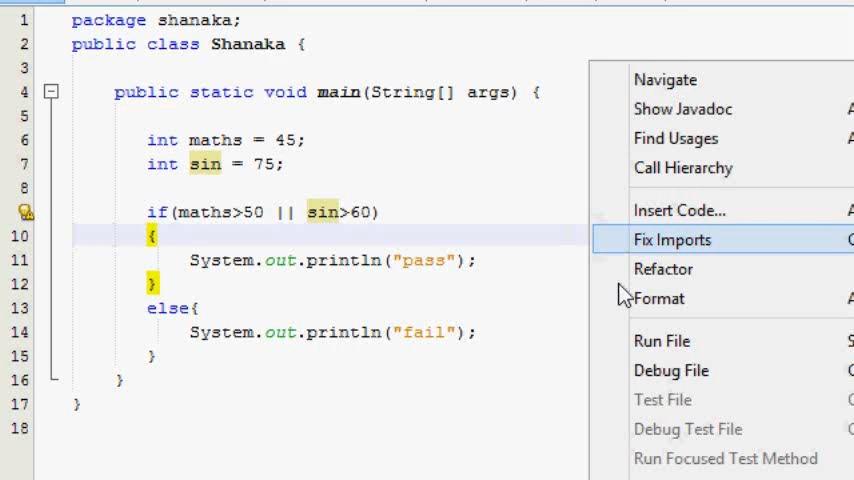 1 package shanaka;
2 public class Shanaka {
3
4 public static void main(String[] args) {
5
6 int maths = 45;
7 int sin = 75;
8
if(maths>50 || sin>60)
10 {
11 System.out.println("pass");
12 }
13 else{
14 System.out.println("fail");
15 }
16 }
17 }
18
Navigate
Show Javadoc
Find Usages
Call Hierarchy
Insert Code...
Fix Imports
Refactor
Format
Run File
Debug File
Test File
Debug Test File
Run Focused Test Method